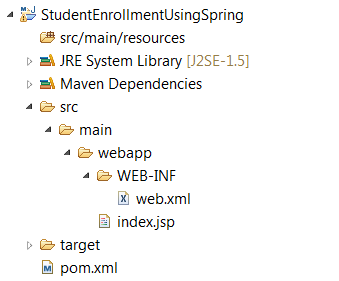 StudentEnrollmentUsingSpring
src/main/resources
JRE System Library [J2SE-1.5]
Maven Dependencies
src
main
webapp
WEB-INF
web.xml
index.jsp
target
pom.xml